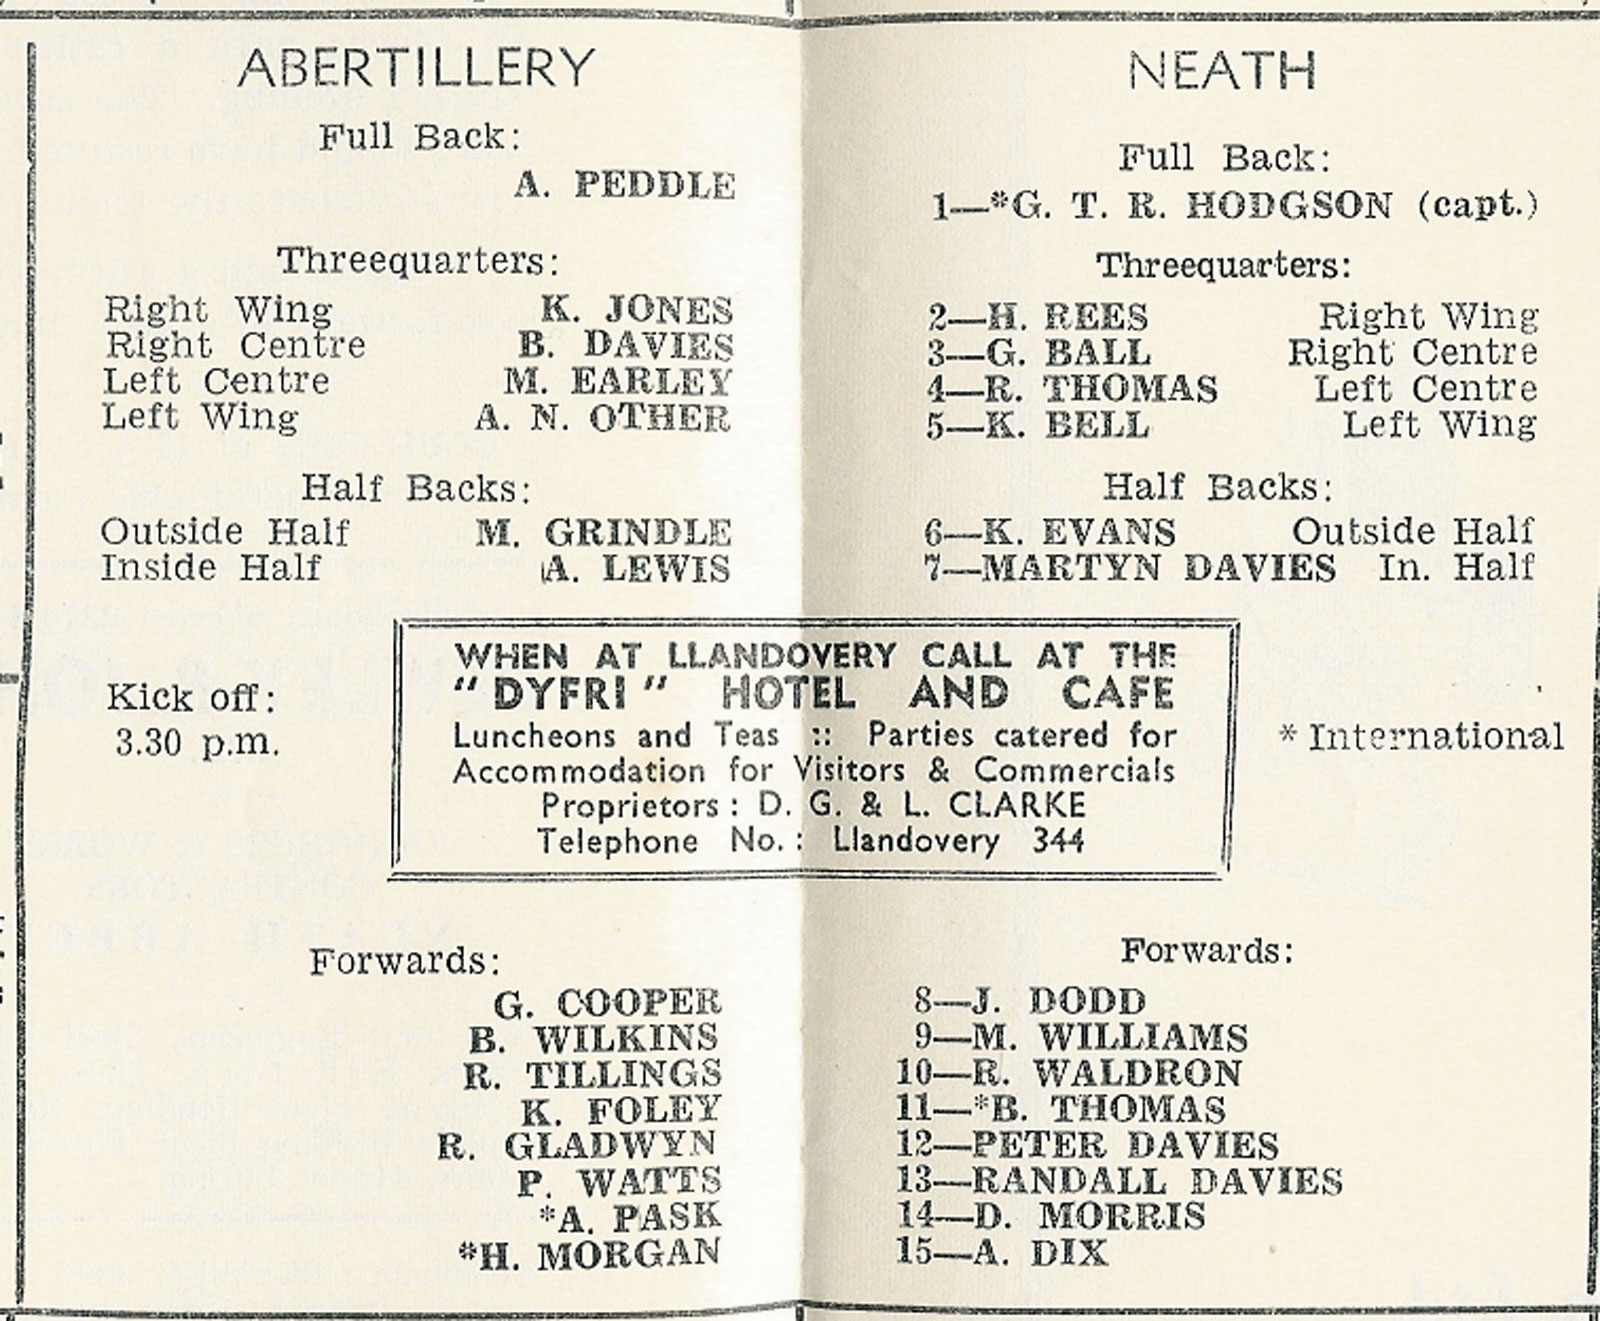 ABERTILLERY
Full Back:
A. PEDDLE
Threequarters:
Right Wing K. JONES
Right Centre B. DAVIES
Left Centre M. EARLEY
Left Wing A. N. OTHER
Half Backs:
Outside Half M. GRINDLE
Inside Half A. LEWIS
Kick off:
3.30 p.m.
Forwards:
G. COOPER
B. WILKINS
R. TILLINGS
K. FOLEY
R. GLADWYN
P. WATTS
*A. PASK
*H. MORGAN
WHEN AT LLANDOVERY CALL AT THE
"DYFRI" HOTEL AND CAFE
Luncheons and Teas :: Parties catered for
Accommodation for Visitors & Commercials
Proprietors: D. G. & L. CLARKE
Telephone No.: Llandovery 344
NEATH
Full Back:
1—*G. T. R. HODGSON (capt.)
Threequarters:
2—H. REES Right Wing
3—G. BALL Right Centre
4—R. THOMAS Left Centre
5—K. BELL Left Wing
Half Backs:
6—K. EVANS Outside Half
7—MARTYN DAVIES In. Half
* International
Forwards:
8—J. DODD
9—M. WILLIAMS
10—R. WALDRON
11—*B. THOMAS
12—PETER DAVIES
13—RANDALL DAVIES
14—D. MORRIS
15—A. DIX